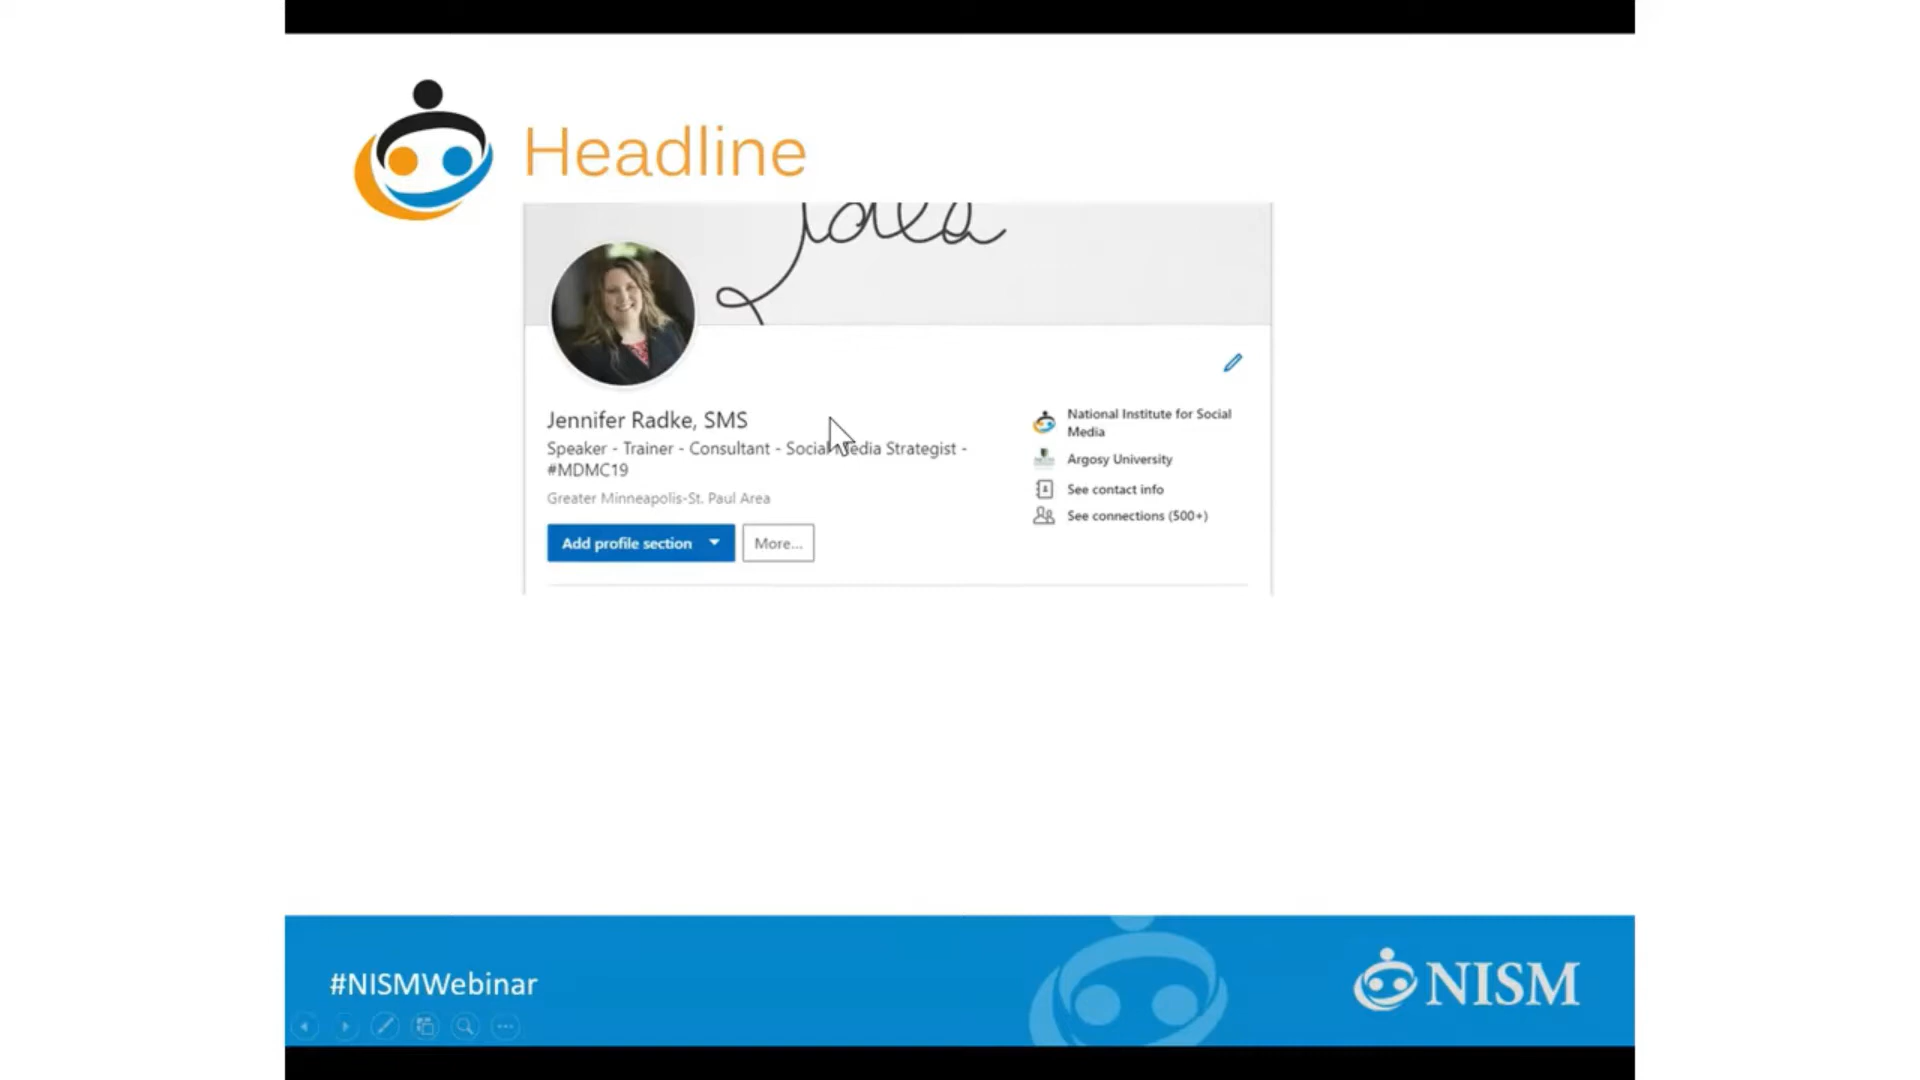 Headline
idea
Jennifer Radke, SMS
Speaker - Trainer - Consultant - Social Media Strategist -
#MDMC19
Greater Minneapolis-St. Paul Area
Add profile section
More...
National Institute for Social
Media
Argosy University
See contact info
See connections (500+)
#NISMWebinar
NISM